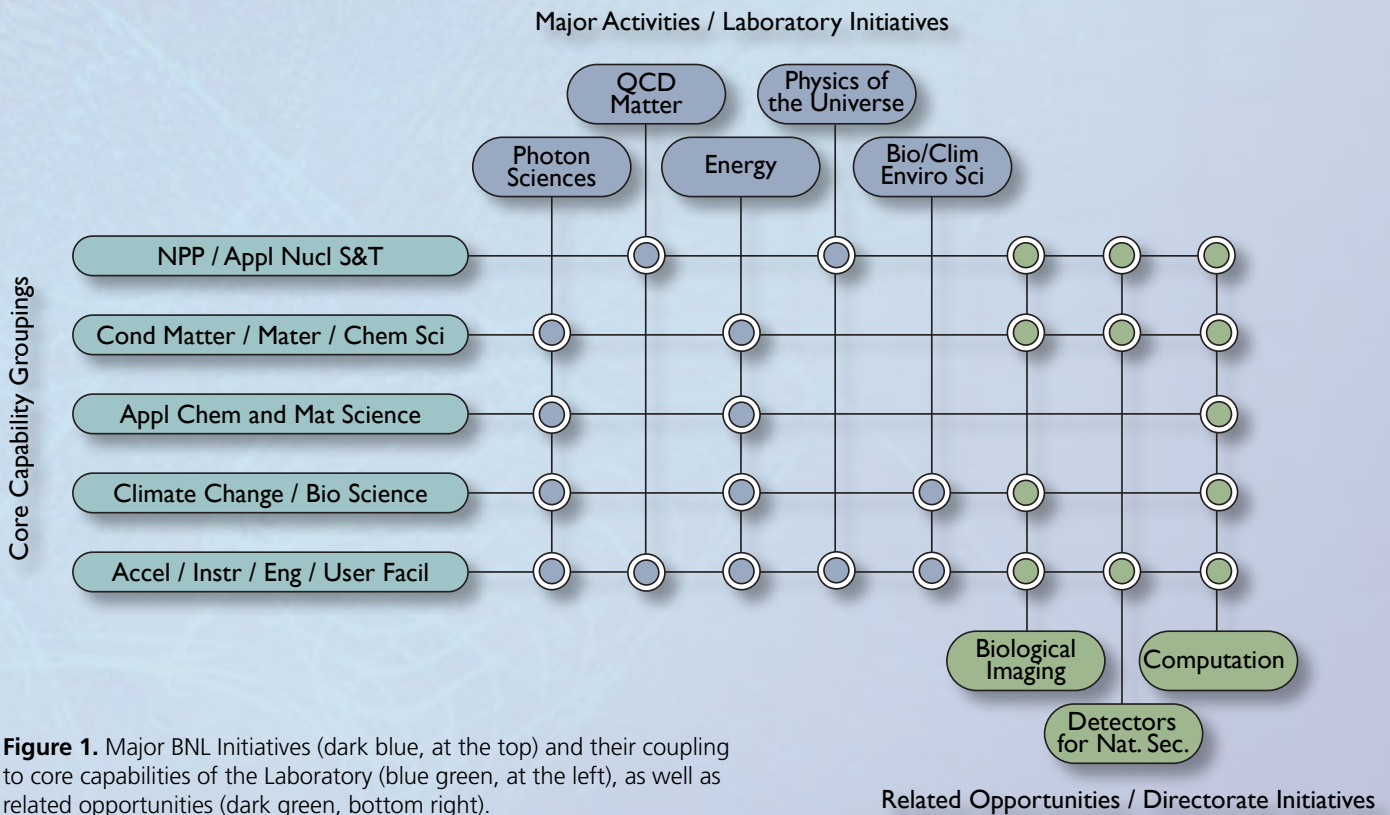 Major Activities / Laboratory Initiatives
QCD
Matter
Physics of
the Universe
Photon
Sciences
Energy
Bio/Clim
Enviro Sci
Core Capability Groupings
NPP / Appl Nucl S&T
Cond Matter / Mater / Chem Sci
Appl Chem and Mat Science
Climate Change / Bio Science
Accel / Instr / Eng / User Facil
Biological
Imaging
Computation
Detectors
for Nat. Sec.
Related Opportunities / Directorate Initiatives
Figure 1. Major BNL Initiatives (dark blue, at the top) and their coupling
to core capabilities of the Laboratory (blue green, at the left), as well as
related opportunities (dark green, bottom right).